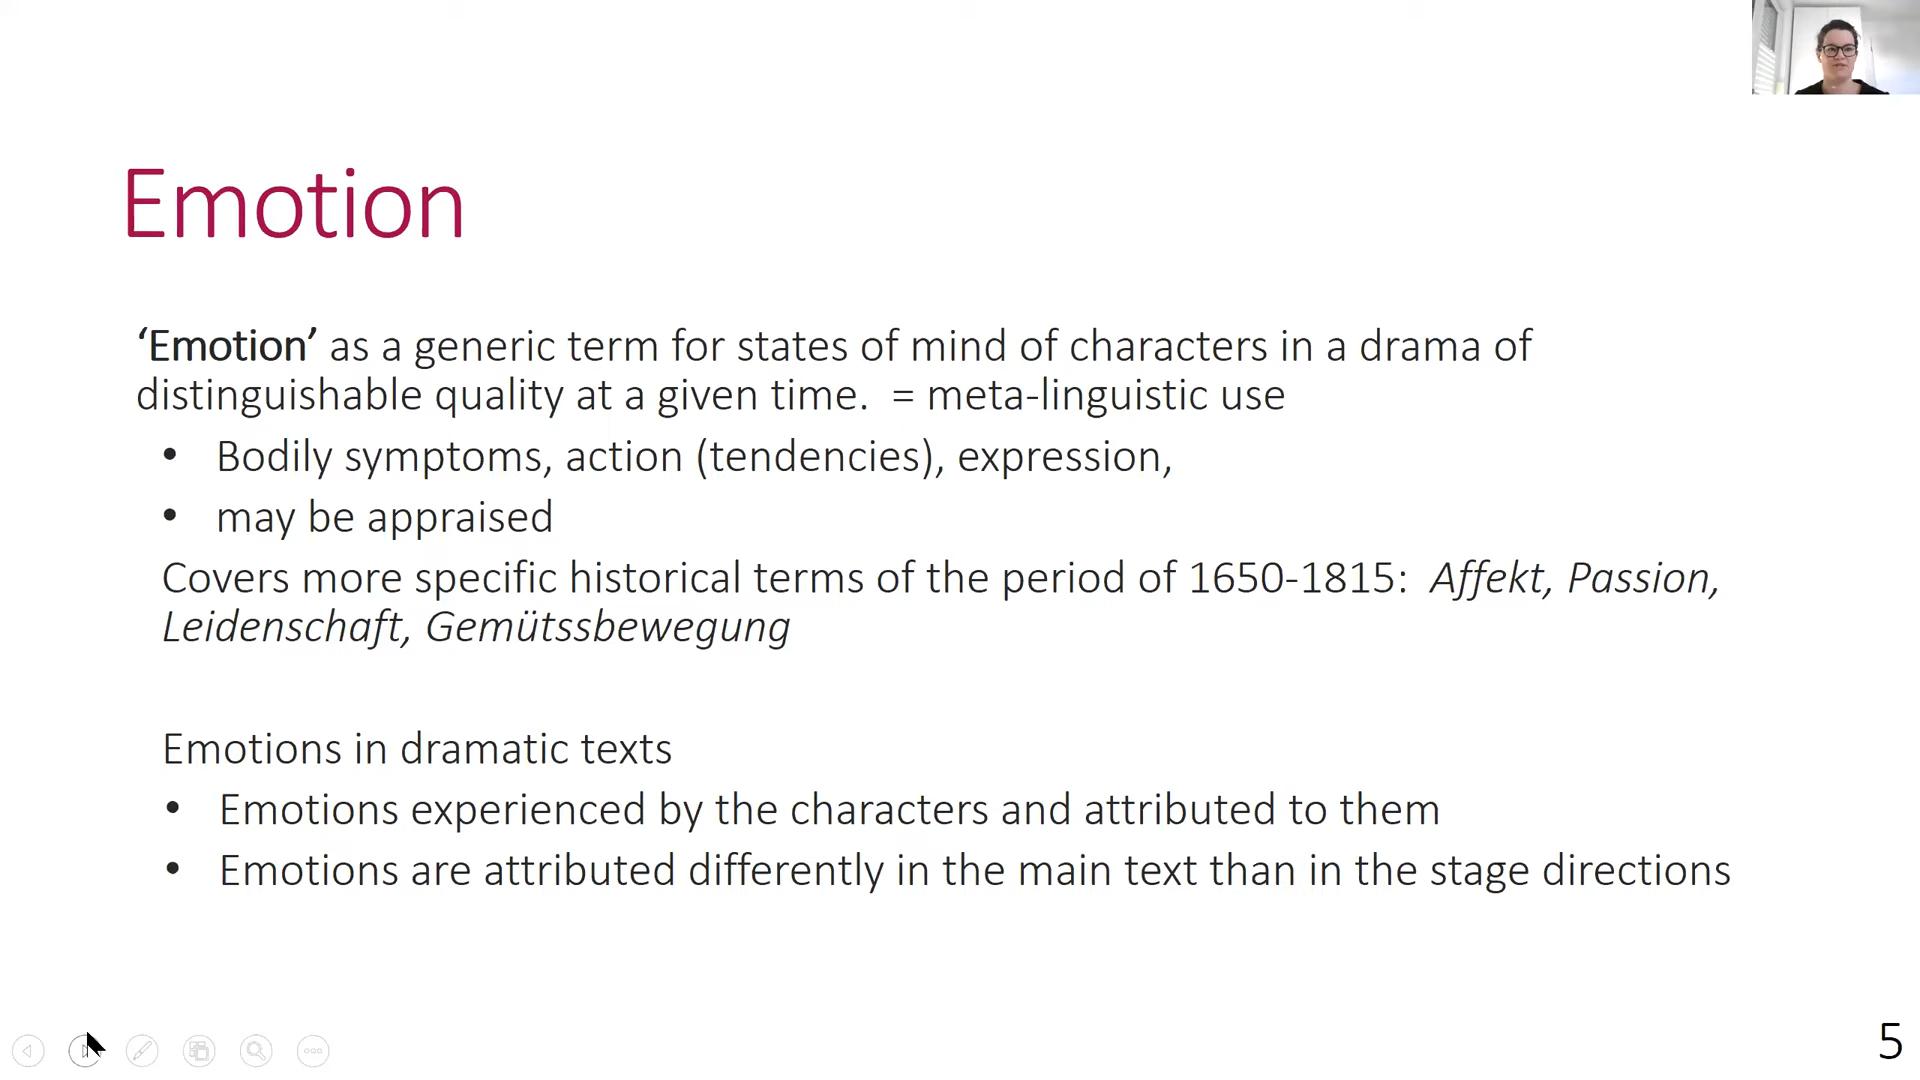 Emotion
‘Emotion’ as a generic term for states of mind of characters in a drama of
distinguishable quality at a given time.  = meta-linguistic use
• Bodily symptoms, action (tendencies), expression,
• may be appraised
Covers more specific historical terms of the period of 1650-1815:  Affekt, Passion,
Leidenschaft, Gemütssbewegung
Emotions in dramatic texts
• Emotions experienced by the characters and attributed to them
• Emotions are attributed differently in the main text than in the stage directions
5